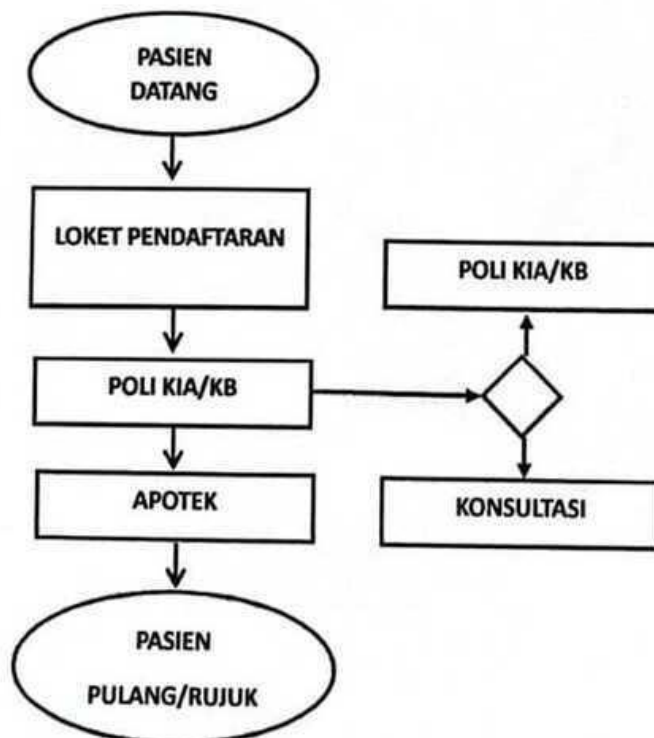 PASIEN
DATANG
LOKET PENDAFTARAN
POLI KIA/KB
POLI KIA/KB
APOTEK
KONSULTASI
PASIEN
PULANG/RUJUK